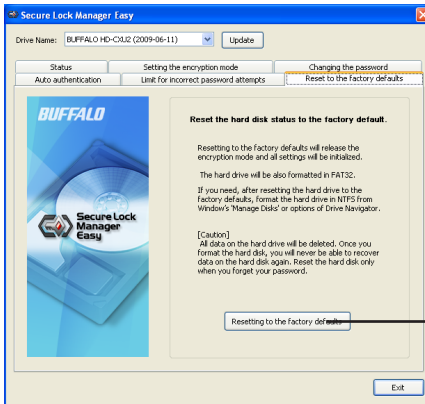 Secure Lock Manager Easy
Drive Name: BUFFALO HD-CXU2 (2009-06-11) Update
Status Setting the encryption mode Changing the password
Auto authentication Limit for incorrect password attempts Reset to the factory defaults
BUFFALO
Secure Lock
Manager
Easy
Reset the hard disk status to the factory default.
Resetting to the factory defaults will release the
encryption mode and all settings will be initialized.
The hard drive will be also formatted in FAT32.
If you need, after resetting the hard drive to the
factory defaults, format the hard drive in NTFS from
Window's 'Manage Disks' or options of Drive Navigator.
[Caution]
All data on the hard drive will be deleted. Once you
format the hard disk, you will never be able to recover
data on the hard disk again. Reset the hard disk only
when you forget your password.
Resetting to the factory defaults
Exit